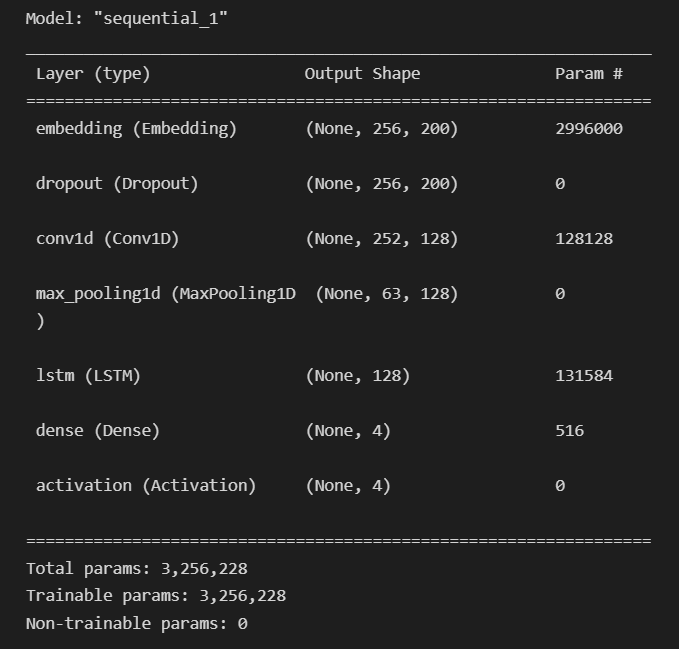 Model: "sequential_1"
_________________________________________________________________
Layer (type)                Output Shape              Param #
=================================================================
embedding (Embedding)       (None, 256, 200)          2996000
dropout (Dropout)           (None, 256, 200)          0
conv1d (Conv1D)             (None, 252, 128)          128128
max_pooling1d (MaxPooling1D  (None, 63, 128)          0
)
lstm (LSTM)                 (None, 128)               131584
dense (Dense)               (None, 4)                 516
activation (Activation)     (None, 4)                 0
=================================================================
Total params: 3,256,228
Trainable params: 3,256,228
Non-trainable params: 0